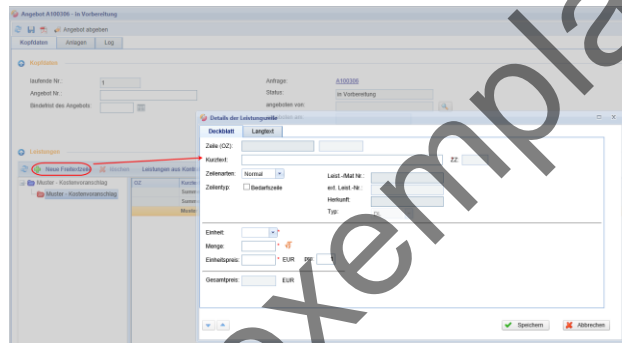 Angebot A100306 - In Vorbereitung
Angebot abgeben
Kopfdaten Anlagen Log
Kopfdaten
laufende Nr.: 1
Angebot Nr.:
Bindefrist des Angebots:
Anfrage: A100306
Status: in Vorbereitung
angeboten von:
Details der Leistungszeile
Deckblatt Langtext
Zeile (OZ):
Kurztext: ZZ:
Zeilenarten: Normal
Zeilentyp: Bedarfszeile
Leist.-/Mat Nr.:
ext. Leist.-Nr.:
Herkunft:
Typ:
Einheit: *
Menge: *
Einheitspreis: * EUR pro: 1
Gesamtpreis: EUR
Speichern Abbrechen
Leistungen
Neue Freitextzeile löschen Leistungen aus
Muster - Kostenvoranschlag
Muster - Kostenvoranschlag
OZ